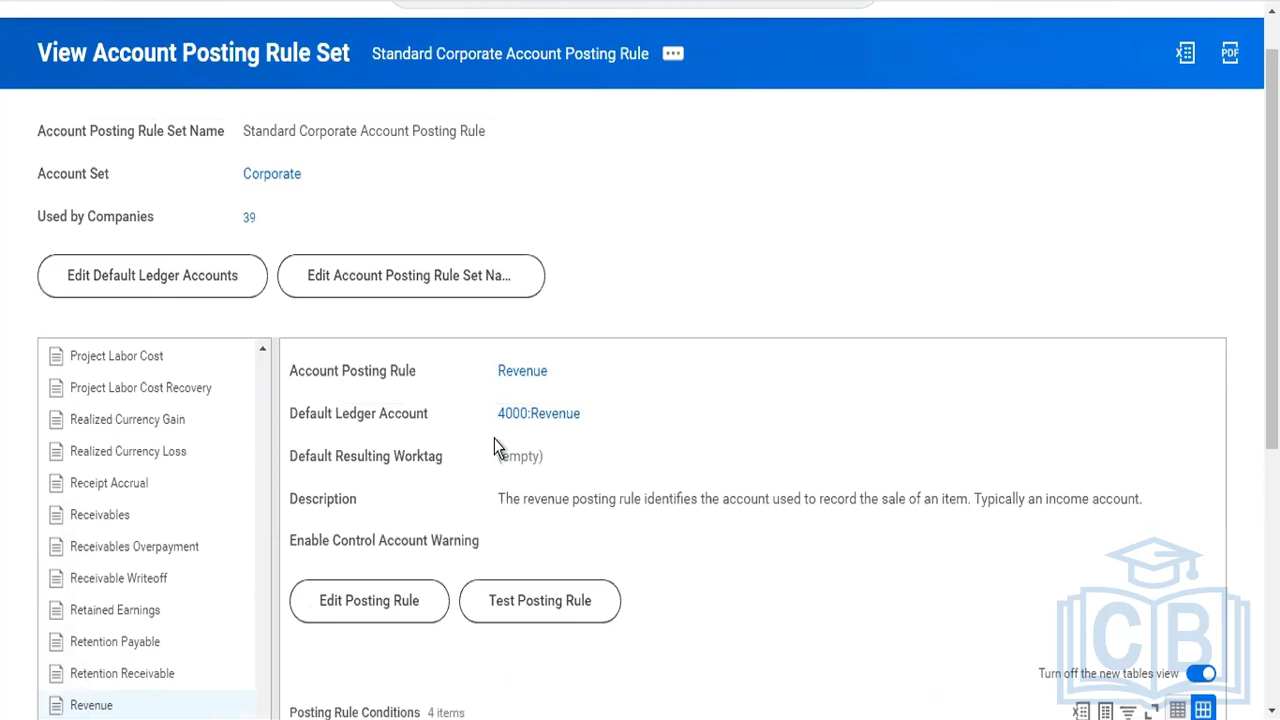 View Account Posting Rule Set Standard Corporate Account Posting Rule PDF
Account Posting Rule Set Name Standard Corporate Account Posting Rule
Account Set Corporate
Used by Companies 39
Edit Default Ledger Accounts Edit Account Posting Rule Set Na...
Project Labor Cost
Project Labor Cost Recovery
Realized Currency Gain
Realized Currency Loss
Receipt Accrual
Receivables
Receivables Overpayment
Receivable Writeoff
Retained Earnings
Retention Payable
Retention Receivable
Revenue
Account Posting Rule Revenue
Default Ledger Account 4000:Revenue
Default Resulting Worktag (empty)
Description The revenue posting rule identifies the account used to record the sale of an item. Typically an income account.
Enable Control Account Warning
Edit Posting Rule Test Posting Rule
Turn off the new tables view
Posting Rule Conditions 4 items
CB